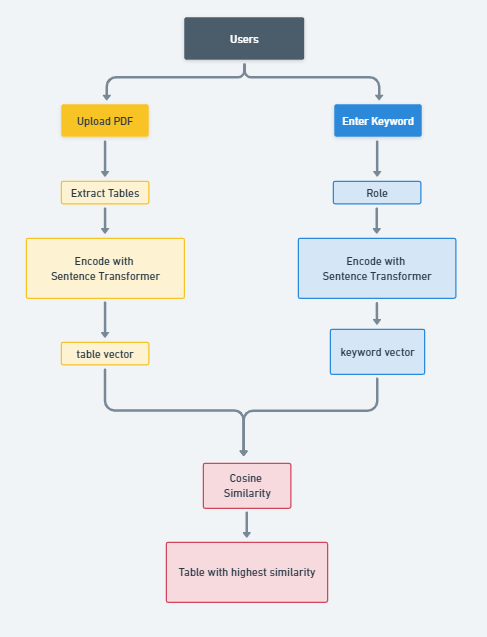 Users
Upload PDF
Enter Keyword
Extract Tables
Role
Encode with
Sentence Transformer
Encode with
Sentence Transformer
table vector
keyword vector
Cosine
Similarity
Table with highest similarity